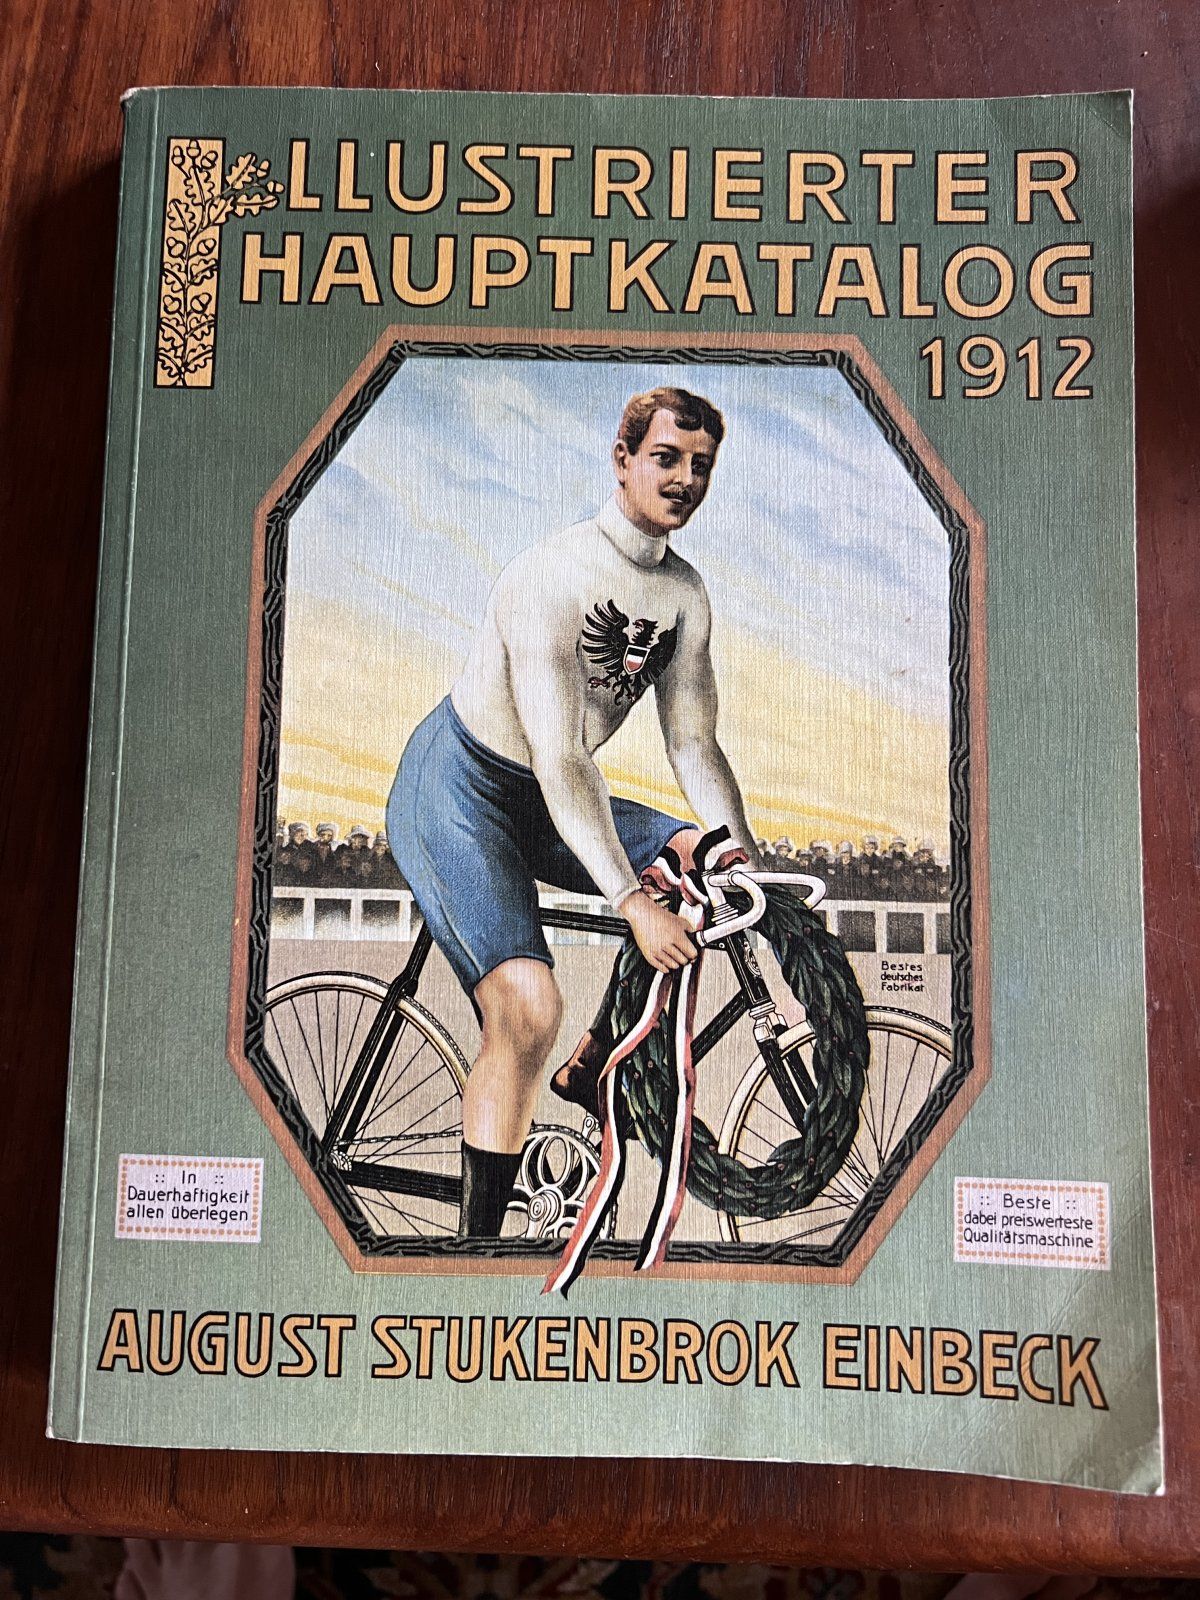 ILLUSTRIERTER
HAUPTKATALOG
1912
Bestes
deutsches
Fabrikat
:: In ::
Dauerhaftigkeit
allen überlegen
:: Beste ::
dabei preiswerteste
Qualitätsmaschine
AUGUST STUKENBROK EINBECK